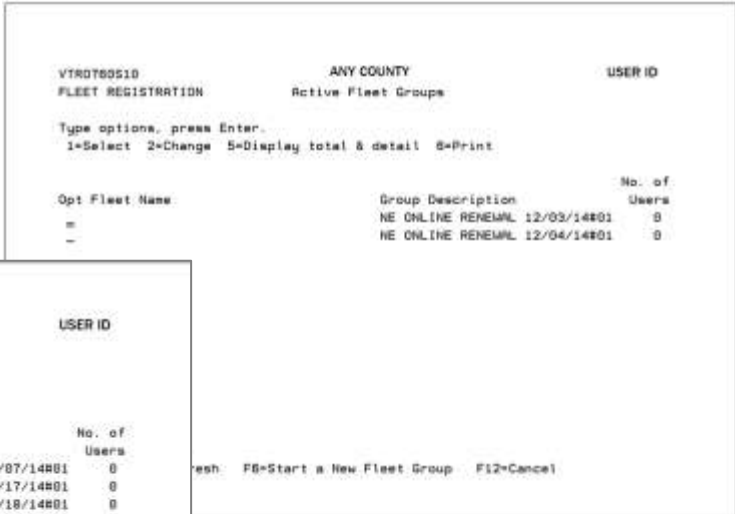 VTRD760S10 ANY COUNTY USER ID
FLEET REGISTRATION Active Fleet Groups
Type options, press Enter.
1=Select 2=Change 5=Display total & detail 6=Print
No. of
Opt Fleet Name Group Description Users
NE ONLINE RENEWAL 12/03/14#01 0
NE ONLINE RENEWAL 12/04/14#01 0
resh F6=Start a New Fleet Group F12=Cancel
USER ID
No. of
Users
/07/14#01 0
/17/14#01 0
/18/14#01 0